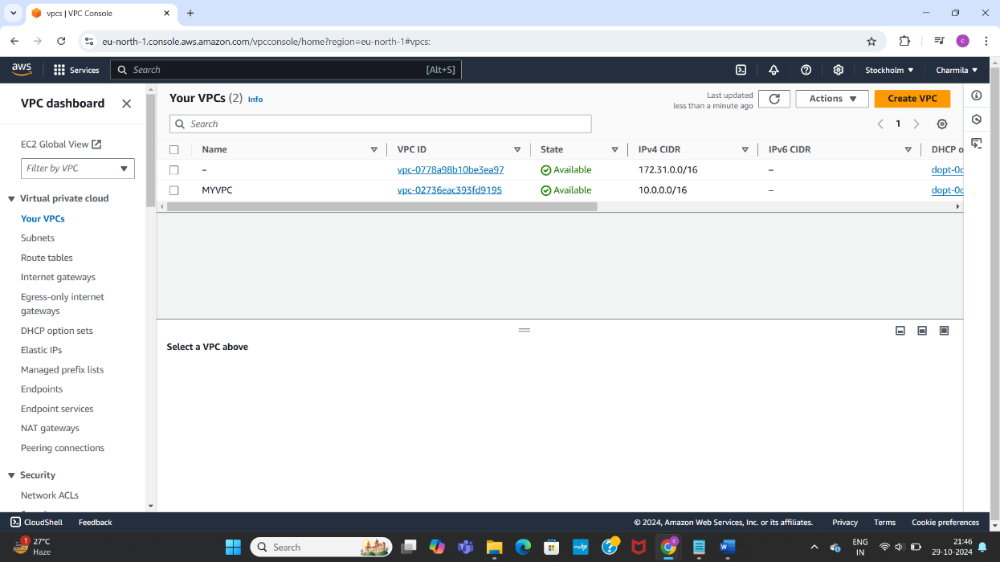 vpcs | VPC Console
eu-north-1.console.aws.amazon.com/vpcconsole/home?region=eu-north-1#vpcs:
C
aws
Services
Search [Alt+S]
Stockholm
Charmila
VPC dashboard
EC2 Global View
Filter by VPC
Virtual private cloud
Your VPCs
Subnets
Route tables
Internet gateways
Egress-only internet
gateways
DHCP option sets
Elastic IPs
Managed prefix lists
Endpoints
Endpoint services
NAT gateways
Peering connections
Security
Network ACLs
Your VPCs (2) Info
Last updated
less than a minute ago
Actions
Create VPC
Search
1
Name VPC ID State IPv4 CIDR IPv6 CIDR DHCP o
– vpc-0778a98b10be3ea97 Available 172.31.0.0/16 – dopt-0c
MYVPC vpc-02736eac393fd9195 Available 10.0.0.0/16 – dopt-0c
Select a VPC above
CloudShell Feedback © 2024, Amazon Web Services, Inc. or its affiliates. Privacy Terms Cookie preferences
1
27°C
Haze
Search
ENG
IN
21:46
29-10-2024